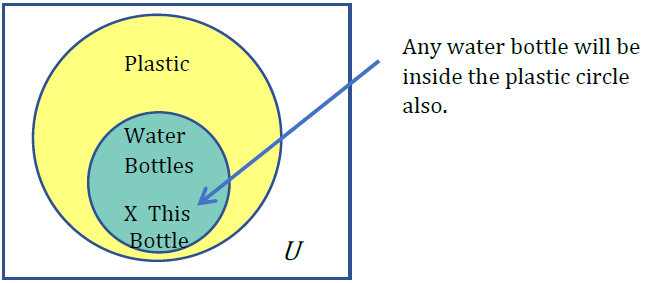 Plastic
Water
Bottles
X This
Bottle
U
Any water bottle will be
inside the plastic circle
also.